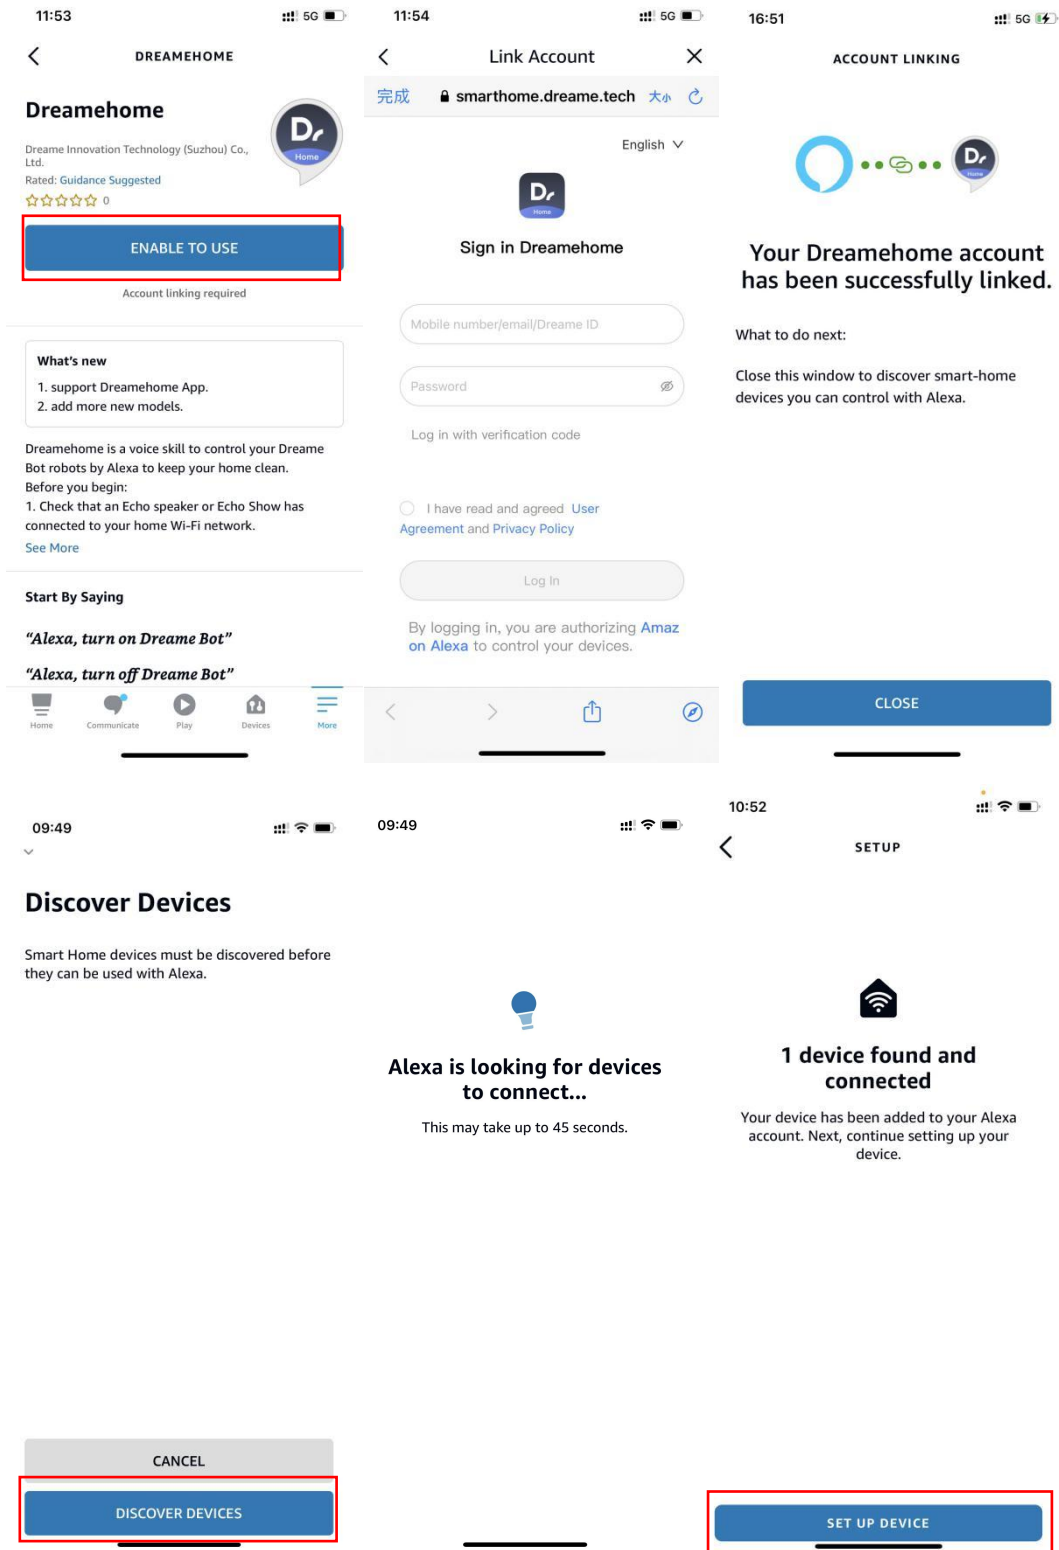 11:53
5G
DREAMEHOME
Dreamehome
Dreame Innovation Technology (Suzhou) Co.,
Ltd.
Rated: Guidance Suggested
0
Dr
Home
ENABLE TO USE
Account linking required
What's new
1. support Dreamehome App.
2. add more new models.
Dreamehome is a voice skill to control your Dreame
Bot robots by Alexa to keep your home clean.
Before you begin:
1. Check that an Echo speaker or Echo Show has
connected to your home Wi-Fi network.
See More
Start By Saying
“Alexa, turn on Dreame Bot”
“Alexa, turn off Dreame Bot”
Home
Communicate
Play
Devices
More
11:54
5G
Link Account
完成
smarthome.dreame.tech
大小
English
Dr
Home
Sign in Dreamehome
Mobile number/email/Dreame ID
Password
Log in with verification code
I have read and agreed User
Agreement and Privacy Policy
Log In
By logging in, you are authorizing Amaz
on Alexa to control your devices.
16:51
5G
ACCOUNT LINKING
Dr
Home
Your Dreamehome account
has been successfully linked.
What to do next:
Close this window to discover smart-home
devices you can control with Alexa.
CLOSE
09:49
Discover Devices
Smart Home devices must be discovered before
they can be used with Alexa.
CANCEL
DISCOVER DEVICES
09:49
Alexa is looking for devices
to connect...
This may take up to 45 seconds.
10:52
SETUP
1 device found and
connected
Your device has been added to your Alexa
account. Next, continue setting up your
device.
SET UP DEVICE